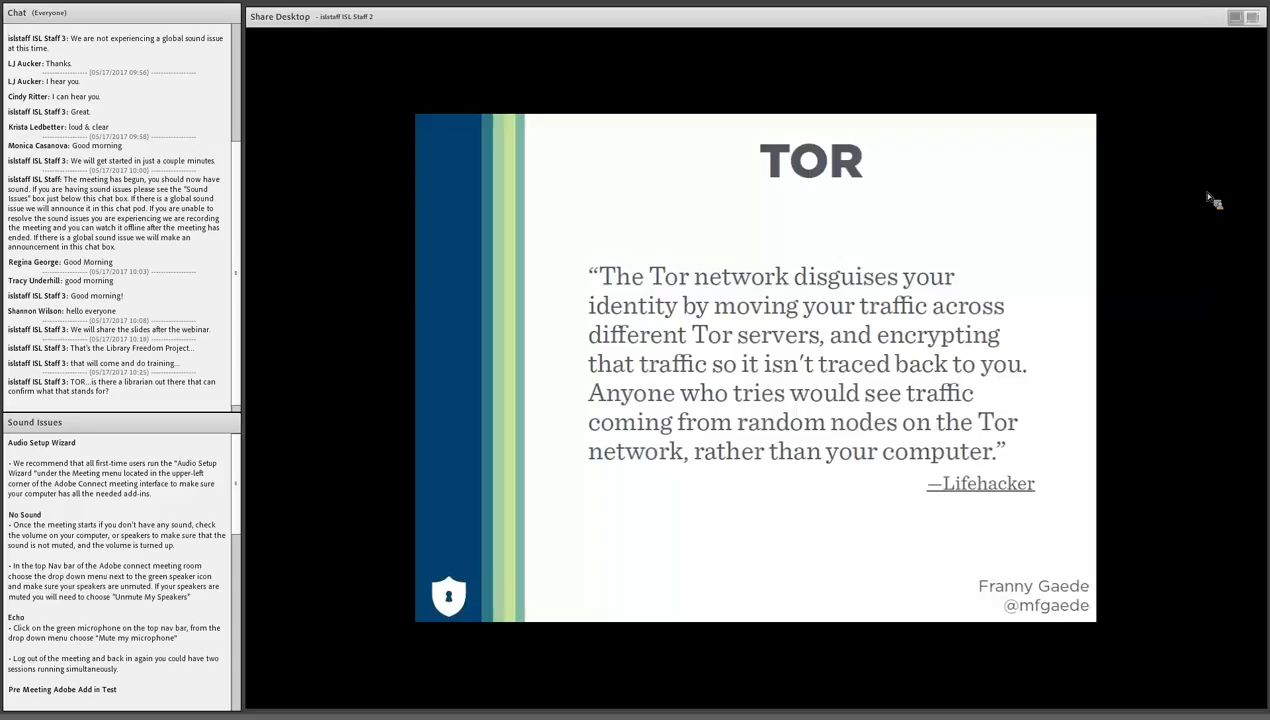 Chat (Everyone)
islstaff ISL Staff 3: We are not experiencing a global sound issue
at this time.
LJ Aucker: Thanks.
------------------ (05/17/2017 09:56) ------------------
LJ Aucker: I hear you.
Cindy Ritter: I can hear you.
islstaff ISL Staff 3: Great.
Krista Ledbetter: loud & clear
------------------ (05/17/2017 09:58) ------------------
Monica Casanova: Good morning
islstaff ISL Staff 3: We will get started in just a couple minutes.
------------------ (05/17/2017 10:00) ------------------
islstaff ISL Staff: The meeting has begun, you should now have
sound. If you are having sound issues please see the "Sound
Issues" box just below this chat box. If there is a global sound
issue we will announce it in this chat pod. If you are unable to
resolve the sound issues you are experiencing we are recording
the meeting and you can watch it offline after the meeting has
ended. If there is a global sound issue we will make an
announcement in this chat box.
Regina George: Good Morning
------------------ (05/17/2017 10:03) ------------------
Tracy Underhill: good morning
islstaff ISL Staff 3: Good morning!
Shannon Wilson: hello everyone
------------------ (05/17/2017 10:08) ------------------
islstaff ISL Staff 3: We will share the slides after the webinar.
------------------ (05/17/2017 10:18) ------------------
islstaff ISL Staff 3: That's the Library Freedom Project...
islstaff ISL Staff 3: that will come and do training...
------------------ (05/17/2017 10:25) ------------------
islstaff ISL Staff 3: TOR...is there a librarian out there that can
confirm what that stands for?
Sound Issues
Audio Setup Wizard
• We recommend that all first-time users run the "Audio Setup
Wizard "under the Meeting menu located in the upper-left
corner of the Adobe Connect meeting interface to make sure
your computer has all the needed add-ins.
No Sound
• Once the meeting starts if you don't have any sound, check
the volume on your computer, or speakers to make sure that the
sound is not muted, and the volume is turned up.
• In the top Nav bar of the Adobe connect meeting room
choose the drop down menu next to the green speaker icon
and make sure your speakers are unmuted. If your speakers are
muted you will need to choose "Unmute My Speakers"
Echo
• Click on the green microphone on the top nav bar, from the
drop down menu choose "Mute my microphone"
• Log out of the meeting and back in again you could have two
sessions running simultaneously.
Pre Meeting Adobe Add in Test
Share Desktop - islstaff ISL Staff 2
TOR
“The Tor network disguises your
identity by moving your traffic across
different Tor servers, and encrypting
that traffic so it isn't traced back to you.
Anyone who tries would see traffic
coming from random nodes on the Tor
network, rather than your computer.”
—Lifehacker
Franny Gaede
@mfgaede